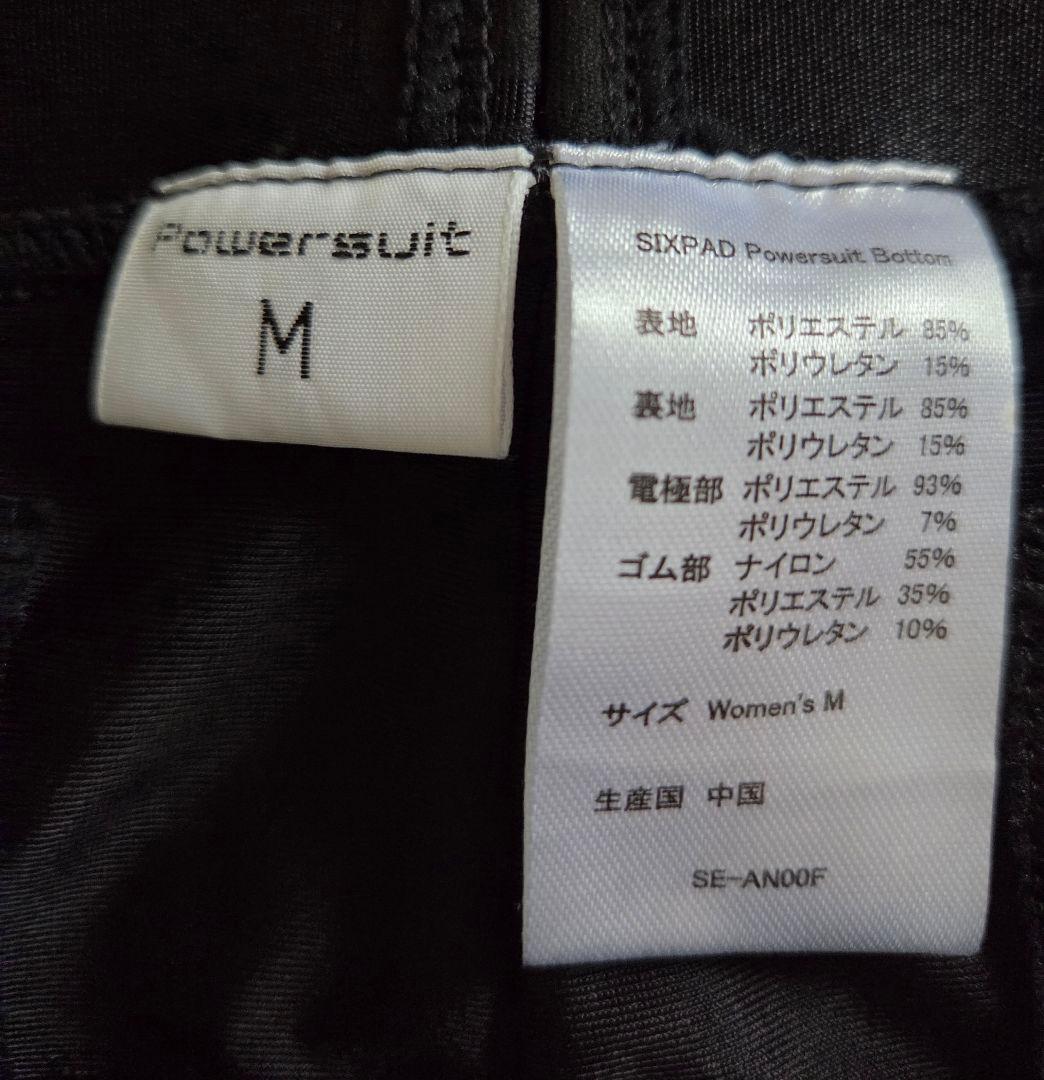 Powersuit
M
SIXPAD Powersuit Bottom
表地 ポリエステル 85%
ポリウレタン 15%
裏地 ポリエステル 85%
ポリウレタン 15%
電極部 ポリエステル 93%
ポリウレタン 7%
ゴム部 ナイロン 55%
ポリエステル 35%
ポリウレタン 10%
サイズ Women's M
生産国 中国
SE-AN00F